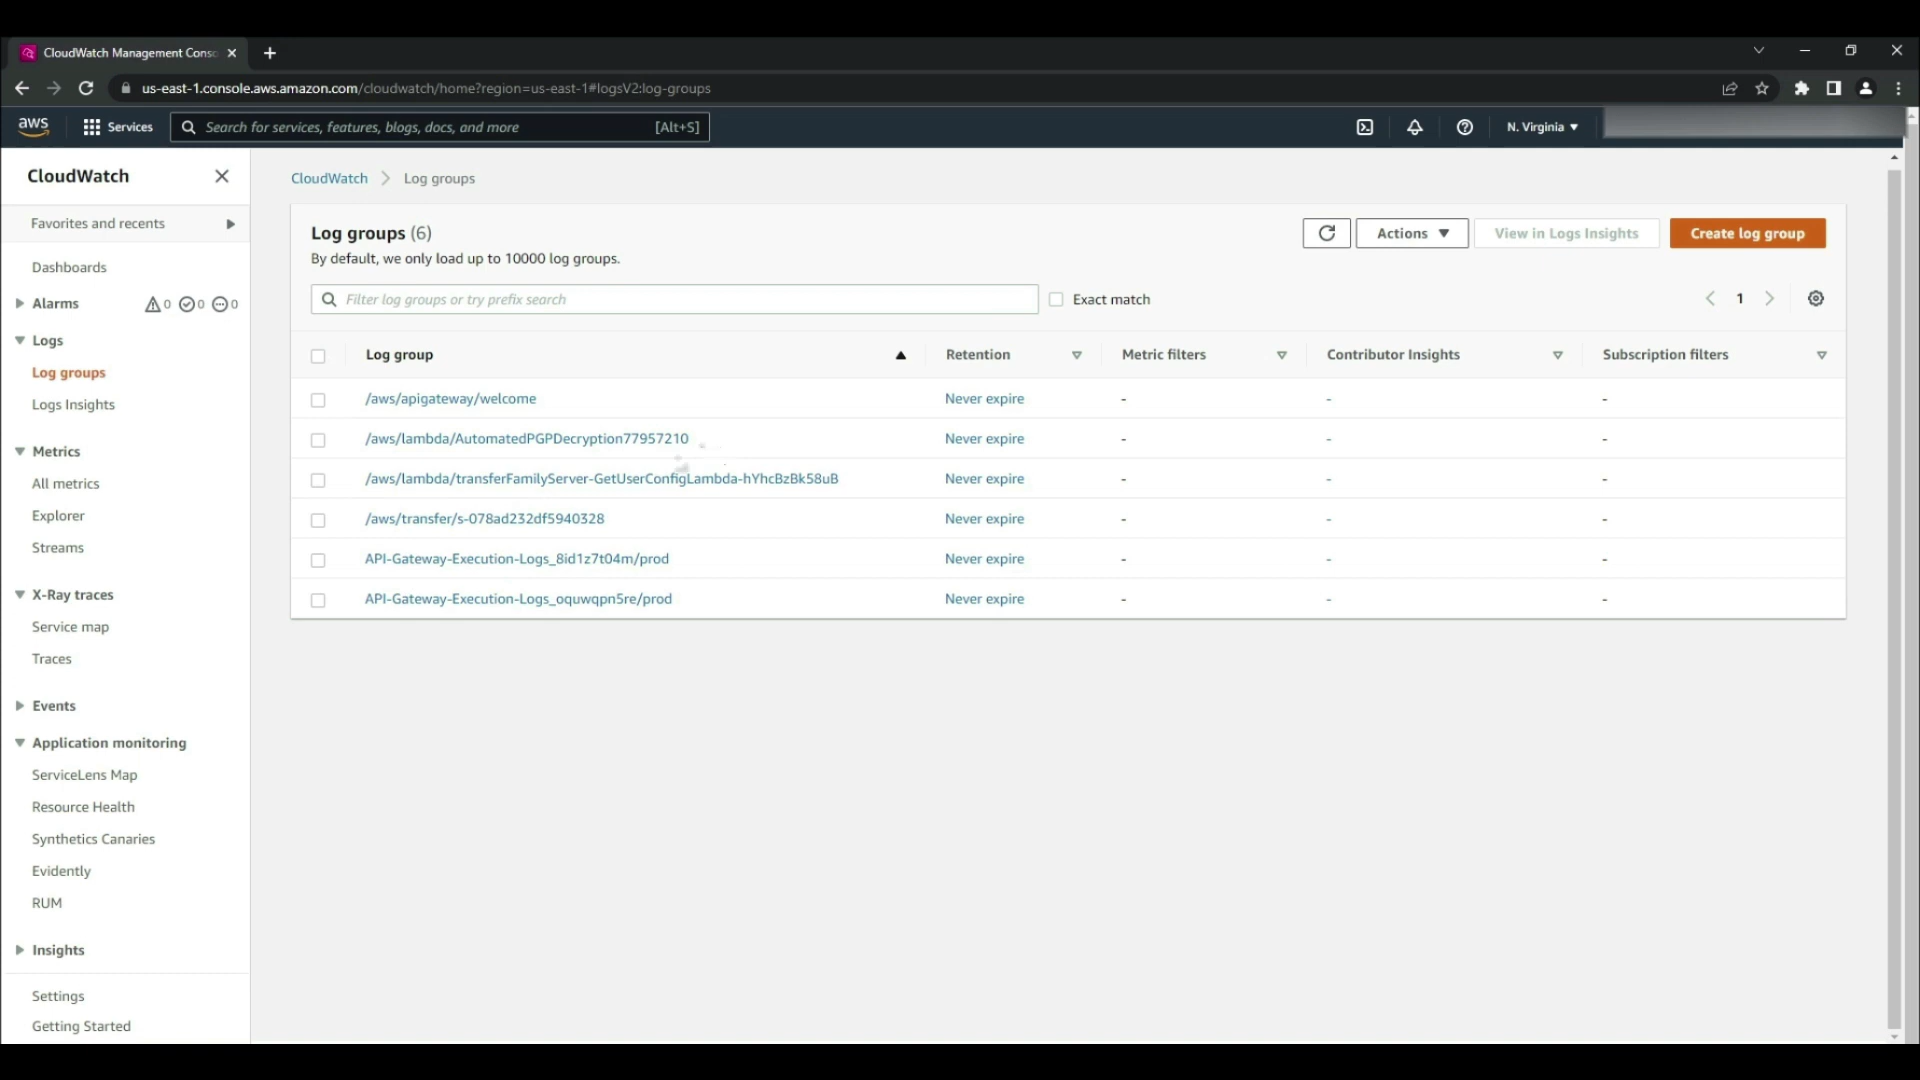 CloudWatch Management Conso
us-east-1.console.aws.amazon.com/cloudwatch/home?region=us-east-1#logsV2:log-groups
aws Services Search for services, features, blogs, docs, and more [Alt+S] N. Virginia
CloudWatch
Favorites and recents
Dashboards
Alarms 0 0 0
Logs
Log groups
Logs Insights
Metrics
All metrics
Explorer
Streams
X-Ray traces
Service map
Traces
Events
Application monitoring
ServiceLens Map
Resource Health
Synthetics Canaries
Evidently
RUM
Insights
Settings
Getting Started
CloudWatch > Log groups
Log groups (6)
By default, we only load up to 10000 log groups.
Actions View in Logs Insights Create log group
Filter log groups or try prefix search Exact match 1
Log group Retention Metric filters Contributor Insights Subscription filters
/aws/apigateway/welcome Never expire - - -
/aws/lambda/AutomatedPGPDecryption77957210 Never expire - - -
/aws/lambda/transferFamilyServer-GetUserConfigLambda-hYhcBzBk58uB Never expire - - -
/aws/transfer/s-078ad232df5940328 Never expire - - -
API-Gateway-Execution-Logs_8id1z7t04m/prod Never expire - - -
API-Gateway-Execution-Logs_oquwqpn5re/prod Never expire - - -